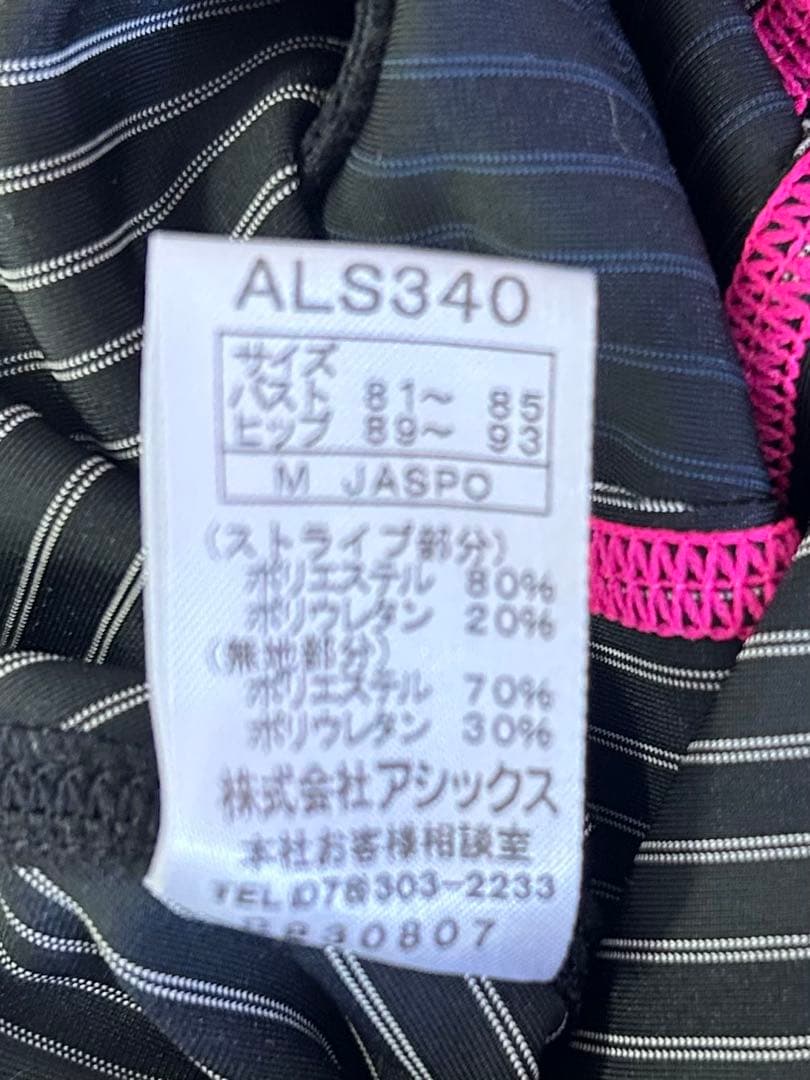 ALS340
サイズ
バスト 81～ 85
ヒップ 89～ 93
M JASPO
(ストライプ部分)
ポリエステル 80%
ポリウレタン 20%
(無地部分)
ポリエステル 70%
ポリウレタン 30%
株式会社アシックス
本社お客様相談室
TEL 078)303-2233
30807